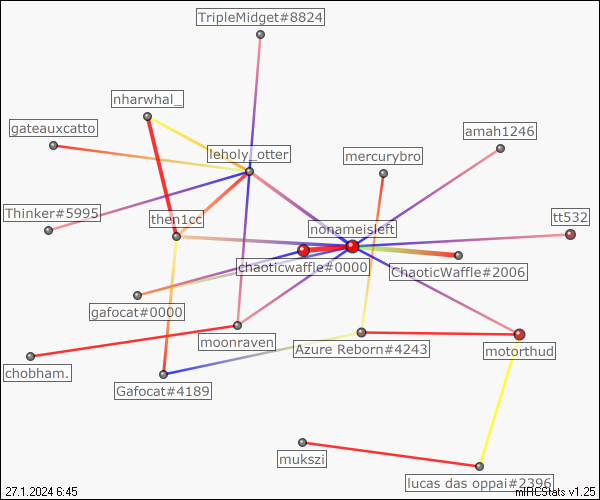 TripleMidget#8824
nharwhal_
gateauxcatto
amah1246
leholy_otter
mercurybro
Thinker#5995
then1cc
nonameisleft
tt532
chaoticwaffle#0000
ChaoticWaffle#2006
gafocat#0000
moonraven
Azure Reborn#4243
motorthud
chobham.
Gafocat#4189
mukszi
lucas das oppai#2396
27.1.2024 6:45
mIRCStats v1.25